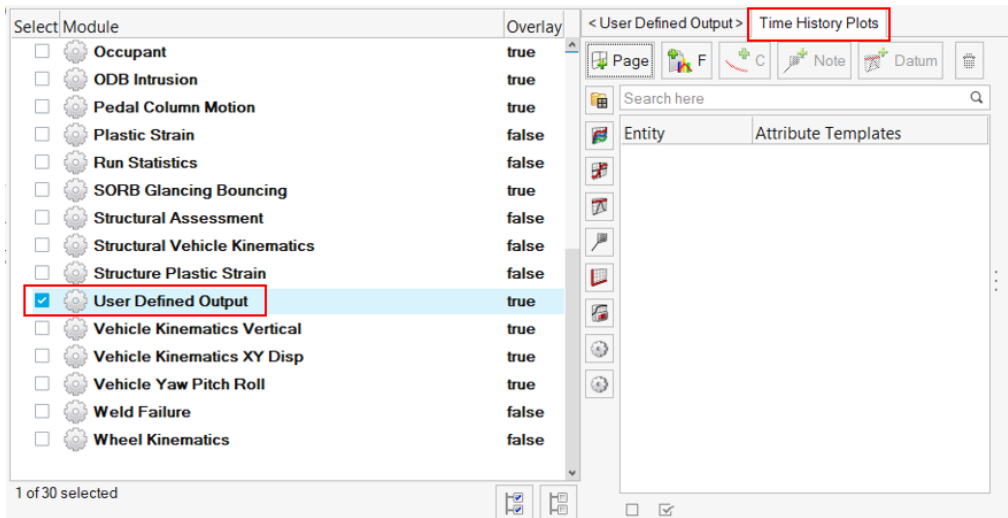 Select Module Overlay
Occupant true
ODB Intrusion true
Pedal Column Motion true
Plastic Strain false
Run Statistics false
SORB Glancing Bouncing true
Structural Assessment false
Structural Vehicle Kinematics false
Structure Plastic Strain false
User Defined Output true
Vehicle Kinematics Vertical true
Vehicle Kinematics XY Disp true
Vehicle Yaw Pitch Roll true
Weld Failure false
Wheel Kinematics false
1 of 30 selected
< User Defined Output > Time History Plots
Page F C Note Datum
Search here
Entity Attribute Templates